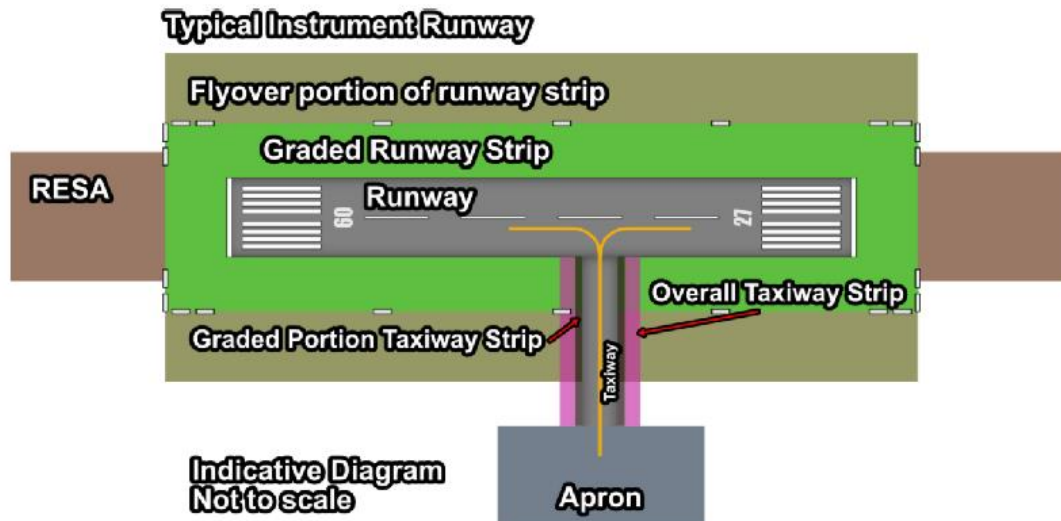 Typical Instrument Runway
Flyover portion of runway strip
Graded Runway Strip
RESA
Runway
09
27
Overall Taxiway Strip
Graded Portion Taxiway Strip
Taxiway
Indicative Diagram
Not to scale
Apron